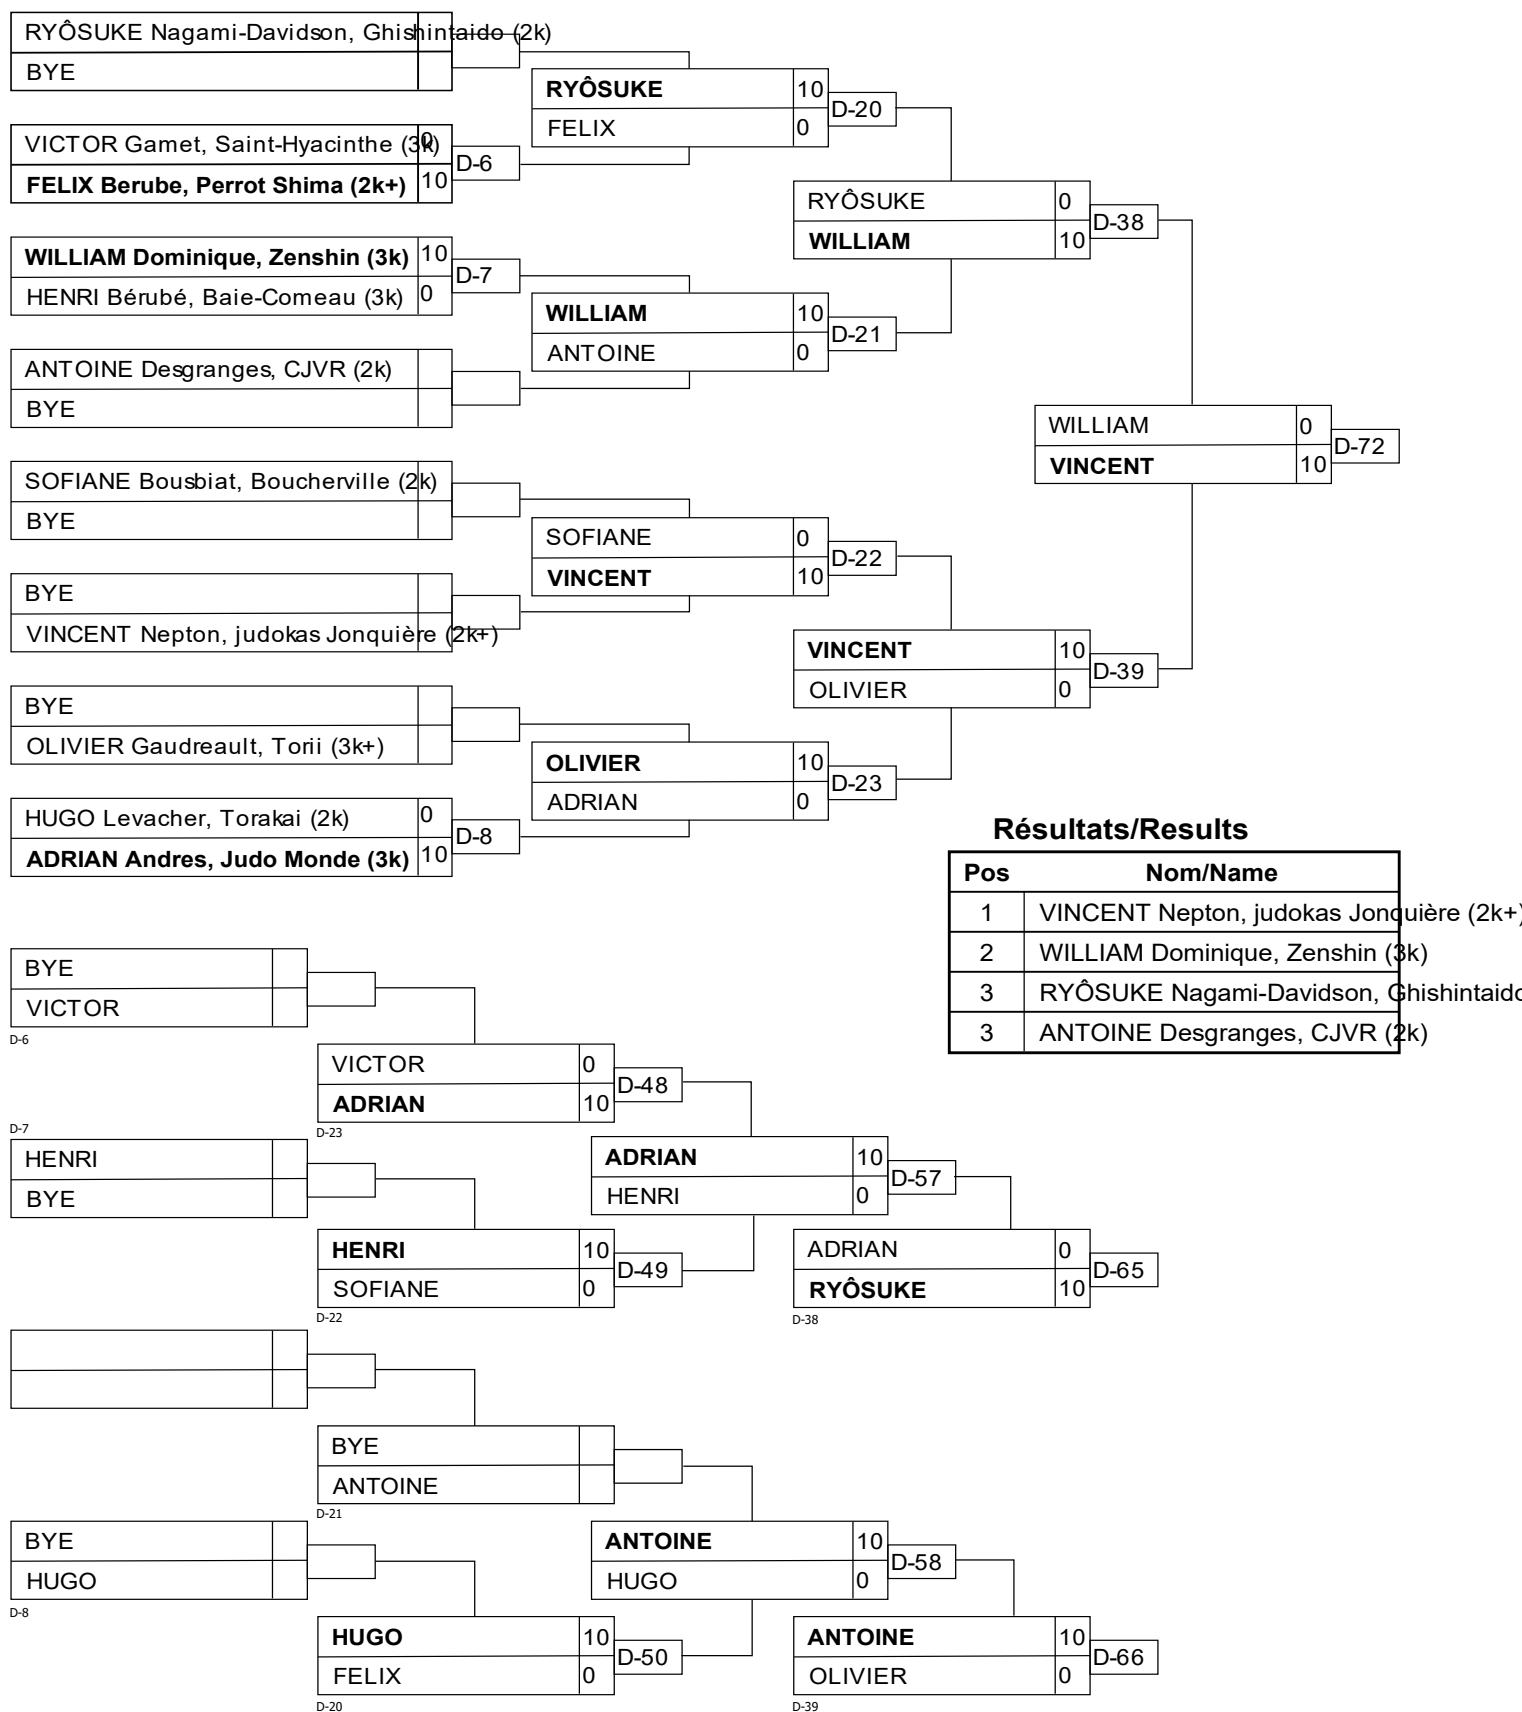 RYÔSUKE Nagami-Davidson, Ghishintaido (2k)
BYE
VICTOR Gamet, Saint-Hyacinthe (3k) 0
FELIX Berube, Perrot Shima (2k+) 10
D-6
WILLIAM Dominique, Zenshin (3k) 10
HENRI Bérubé, Baie-Comeau (3k) 0
D-7
ANTOINE Desgranges, CJVR (2k)
BYE
SOFIANE Bousbiat, Boucherville (2k)
BYE
BYE
VINCENT Nepton, judokas Jonquière (2k+)
BYE
OLIVIER Gaudreault, Torii (3k+)
HUGO Levacher, Torakai (2k) 0
ADRIAN Andres, Judo Monde (3k) 10
D-8
RYÔSUKE 10
FELIX 0
D-20
WILLIAM 10
ANTOINE 0
D-21
SOFIANE 0
VINCENT 10
D-22
OLIVIER 10
ADRIAN 0
D-23
RYÔSUKE 0
WILLIAM 10
D-38
VINCENT 10
OLIVIER 0
D-39
WILLIAM 0
VINCENT 10
D-72
Résultats/Results
Pos Nom/Name
1 VINCENT Nepton, judokas Jonquière (2k+)
2 WILLIAM Dominique, Zenshin (3k)
3 RYÔSUKE Nagami-Davidson, Ghishintaido
3 ANTOINE Desgranges, CJVR (2k)
BYE
VICTOR
D-6
D-7
HENRI
BYE
VICTOR 0
ADRIAN 10
D-48
D-23
HENRI 10
SOFIANE 0
D-49
D-22
ADRIAN 10
HENRI 0
D-57
ADRIAN 0
RYÔSUKE 10
D-65
D-38
BYE
ANTOINE
D-21
BYE
HUGO
D-8
HUGO 10
FELIX 0
D-50
D-20
ANTOINE 10
HUGO 0
D-58
ANTOINE 10
OLIVIER 0
D-66
D-39